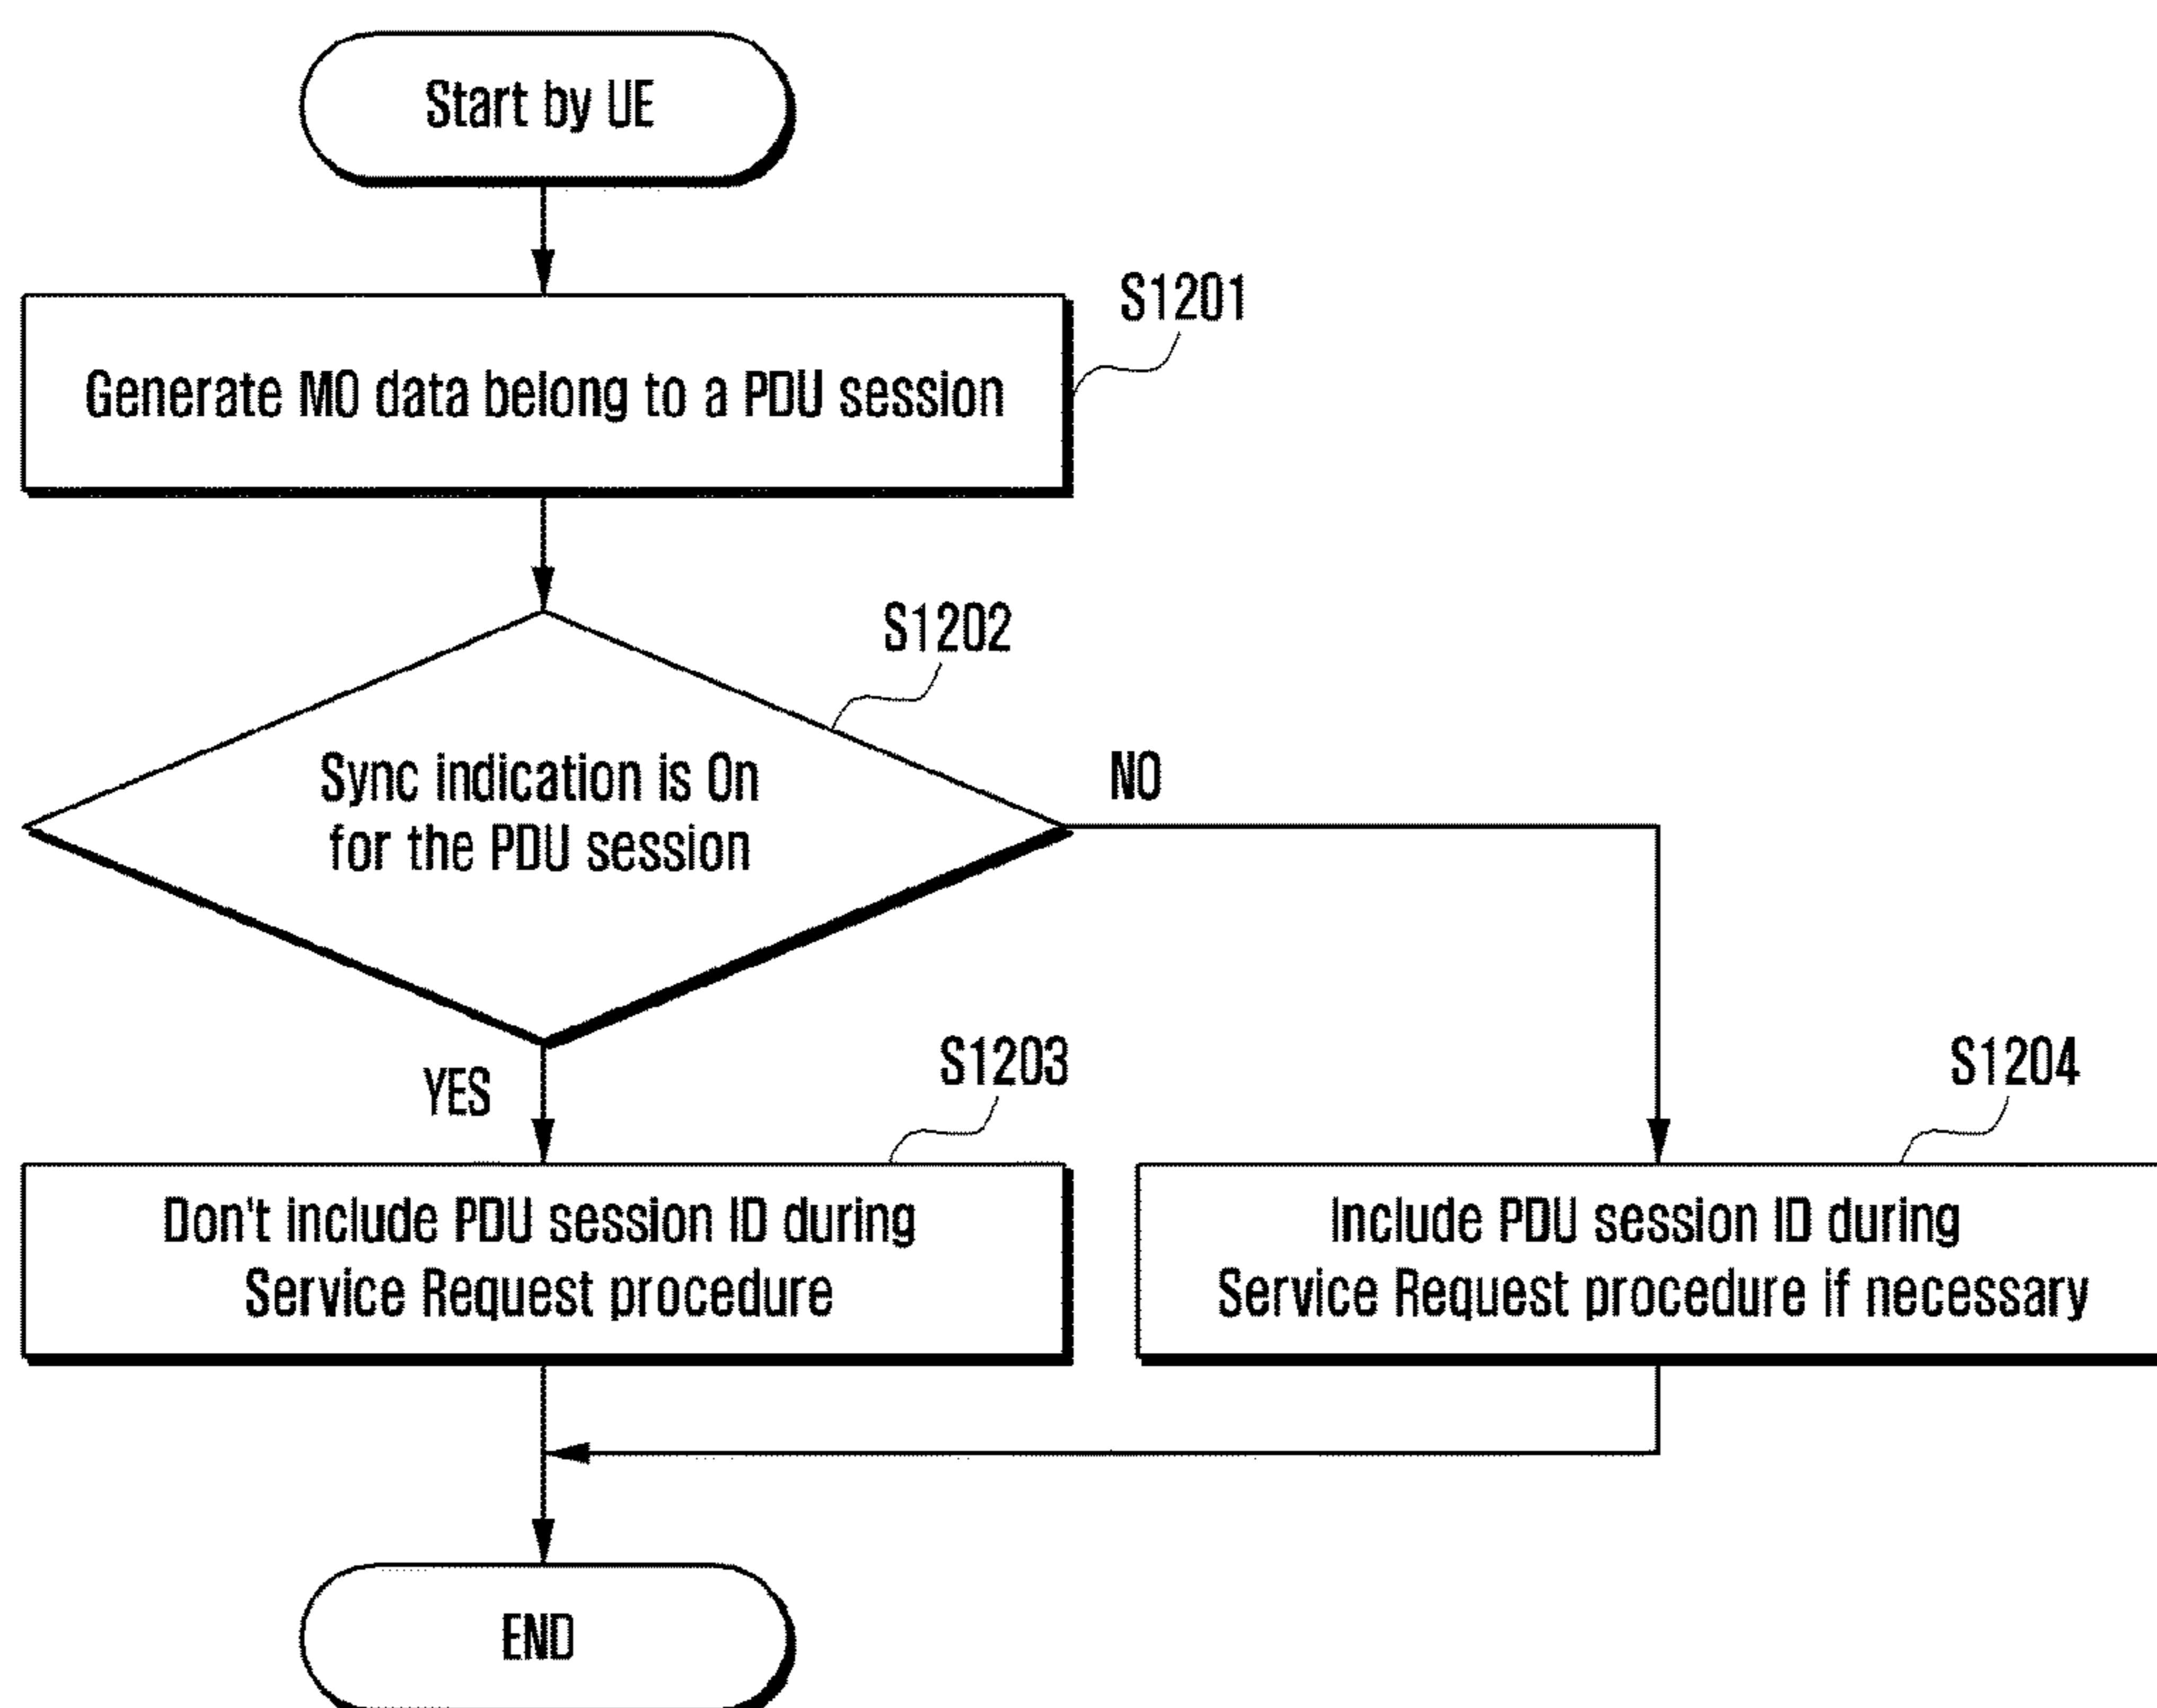 Start by UE
S1201
Generate MO data belong to a PDU session
S1202
Sync indication is On
for the PDU session
NO
YES
S1203
S1204
Don't include PDU session ID during
Service Request procedure
Include PDU session ID during
Service Request procedure if necessary
END